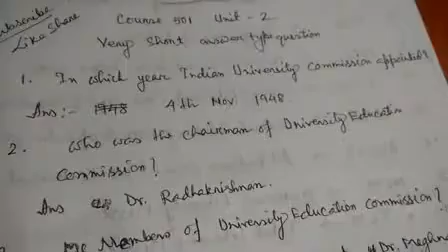 Subscribe
Like Share
Course 501 Unit - 2
Very Short answer type question
1. In which year Indian University Commission appointed?
Ans :- 1948 4th Nov 1948
2. Who was the chairman of University Education
Commission?
Ans Dr. Radhakrishnan.
Members of University Education Commission?
Dr. Meghn